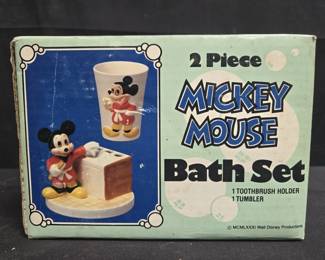 2 Piece
MICKEY
MOUSE
Bath Set
1 TOOTHBRUSH HOLDER
1 TUMBLER
© MCMLXXXI Walt Disney Productions